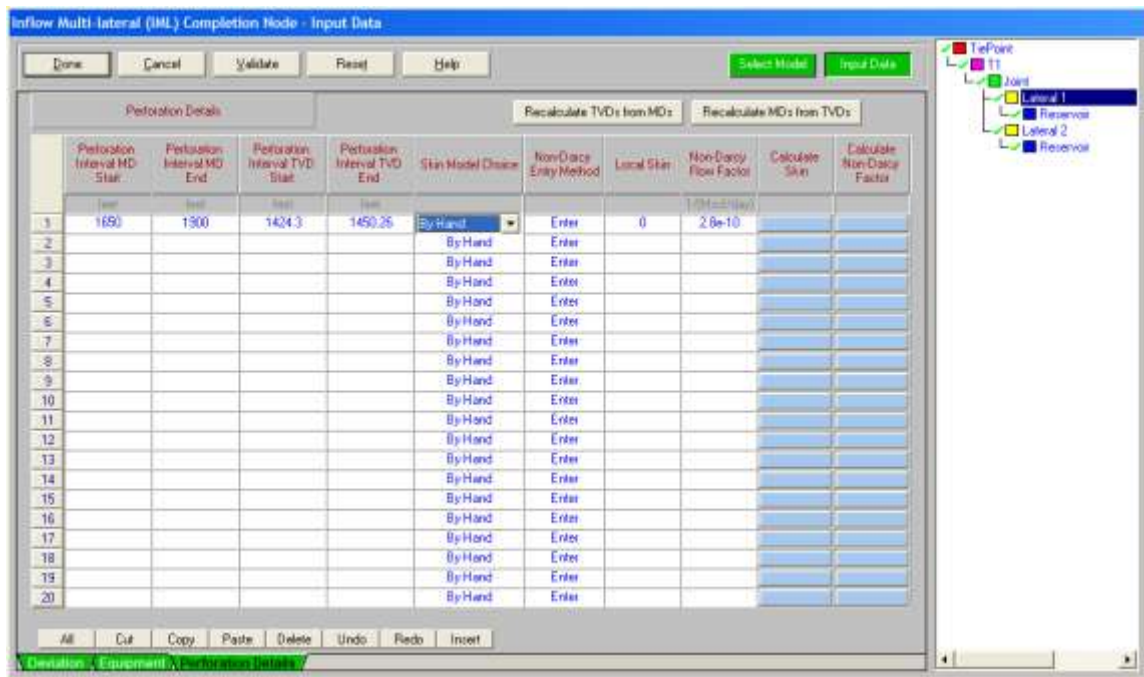 Inflow Multi-lateral (IML) Completion Node - Input Data
Done Cancel Validate Reset Help Select Model Input Data
Perforation Details Recalculate TVDs from MDs Recalculate MDs from TVDs
Perforation Interval MD Start Perforation Interval MD End Perforation Interval TVD Start Perforation Interval TVD End Skin Model Choice Non-Darcy Entry Method Local Skin Non-Darcy Flow Factor Calculate Skin Calculate Non-Darcy Factor
feet feet feet feet 1/(Mscf/day)
1 1650 1900 1424.3 1450.26 By Hand Enter 0 2.8e-10
2 By Hand Enter
3 By Hand Enter
4 By Hand Enter
5 By Hand Enter
6 By Hand Enter
7 By Hand Enter
8 By Hand Enter
9 By Hand Enter
10 By Hand Enter
11 By Hand Enter
12 By Hand Enter
13 By Hand Enter
14 By Hand Enter
15 By Hand Enter
16 By Hand Enter
17 By Hand Enter
18 By Hand Enter
19 By Hand Enter
20 By Hand Enter
All Cut Copy Paste Delete Undo Redo Insert
Deviation Equipment Perforation Details
TiePoint
T1
Joint
Lateral 1
Reservoir
Lateral 2
Reservoir